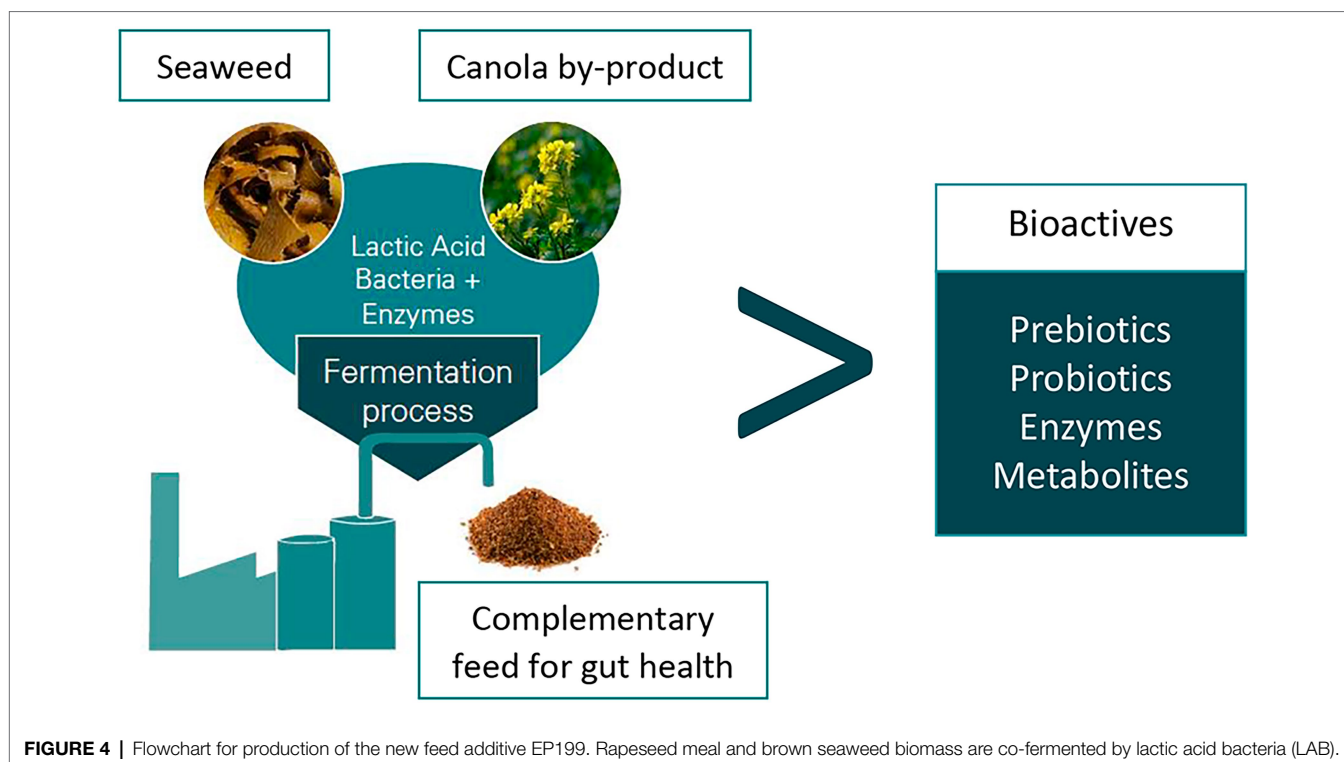 Seaweed
Canola by-product
Lactic Acid
Bacteria +
Enzymes
Fermentation
process
Complementary
feed for gut health
>
Bioactives
Prebiotics
Probiotics
Enzymes
Metabolites
FIGURE 4 | Flowchart for production of the new feed additive EP199. Rapeseed meal and brown seaweed biomass are co-fermented by lactic acid bacteria (LAB).